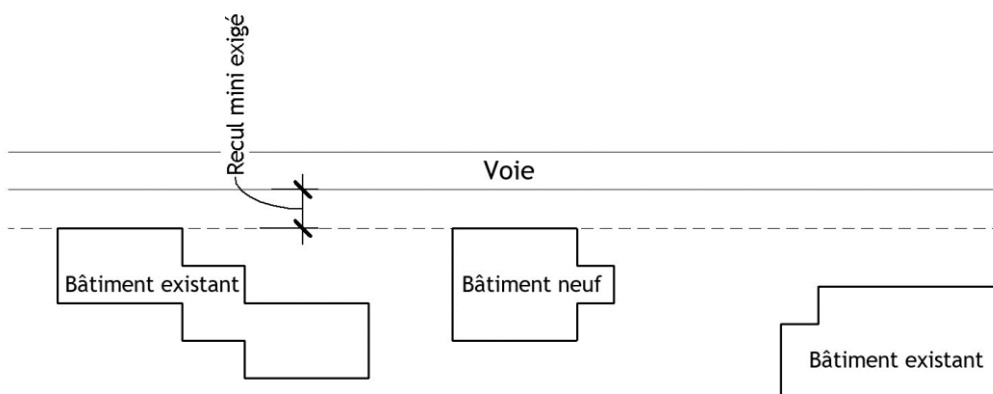 Recul mini exigé
Voie
Bâtiment existant
Bâtiment neuf
Bâtiment existant